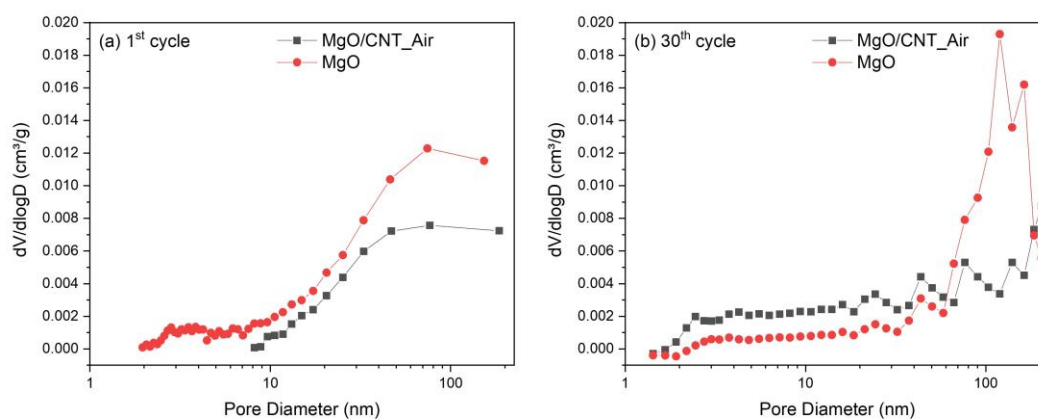 (a) 1st cycle
MgO/CNT_Air
MgO
dV/dlogD (cm³/g)
0.020
0.018
0.016
0.014
0.012
0.010
0.008
0.006
0.004
0.002
0.000
1
10
100
Pore Diameter (nm)
(b) 30th cycle
MgO/CNT_Air
MgO
dV/dlogD (cm³/g)
0.020
0.018
0.016
0.014
0.012
0.010
0.008
0.006
0.004
0.002
0.000
1
10
100
Pore Diameter (nm)